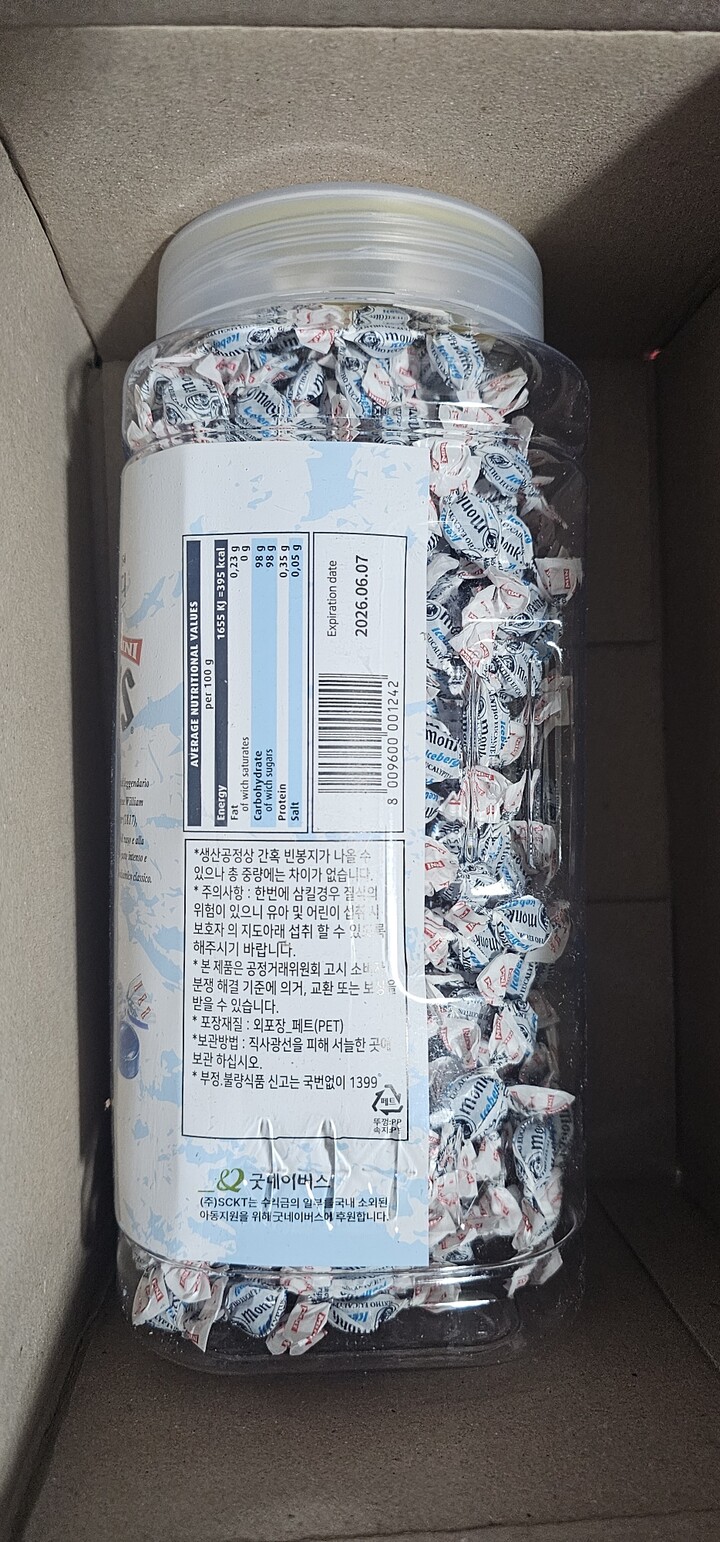 AVERAGE NUTRITIONAL VALUES
per 100 g
Energy 1655 KJ =395 kcal
Fat 0,23 g
of wich saturates 0 g
Carbohydrate 98 g
of wich sugars 98 g
Protein 0,35 g
Salt 0,05 g
Expiration date
2026.06.07
8 009600 001242
*생산공정상 간혹 빈봉지가 나올 수
있으나 총 중량에는 차이가 없습니다.
* 주의사항 : 한번에 삼킬경우 질식의
위험이 있으니 유아 및 어린이 섭취 시
보호자 의 지도아래 섭취 할 수 있도록
해주시기 바랍니다.
* 본 제품은 공정거래위원회 고시 소비자
분쟁 해결 기준에 의거, 교환 또는 보상을
받을 수 있습니다.
* 포장재질 : 외포장_페트(PET)
*보관방법 : 직사광선을 피해 서늘한 곳에
보관 하십시오.
* 부정.불량식품 신고는 국번없이 1399
페트
뚜껑:PP
굿네이버스
(주)SCKT는 수익금의 일부를 국내 소외된
아동지원을 위해 굿네이버스에 후원합니다.
monk
Iceberg